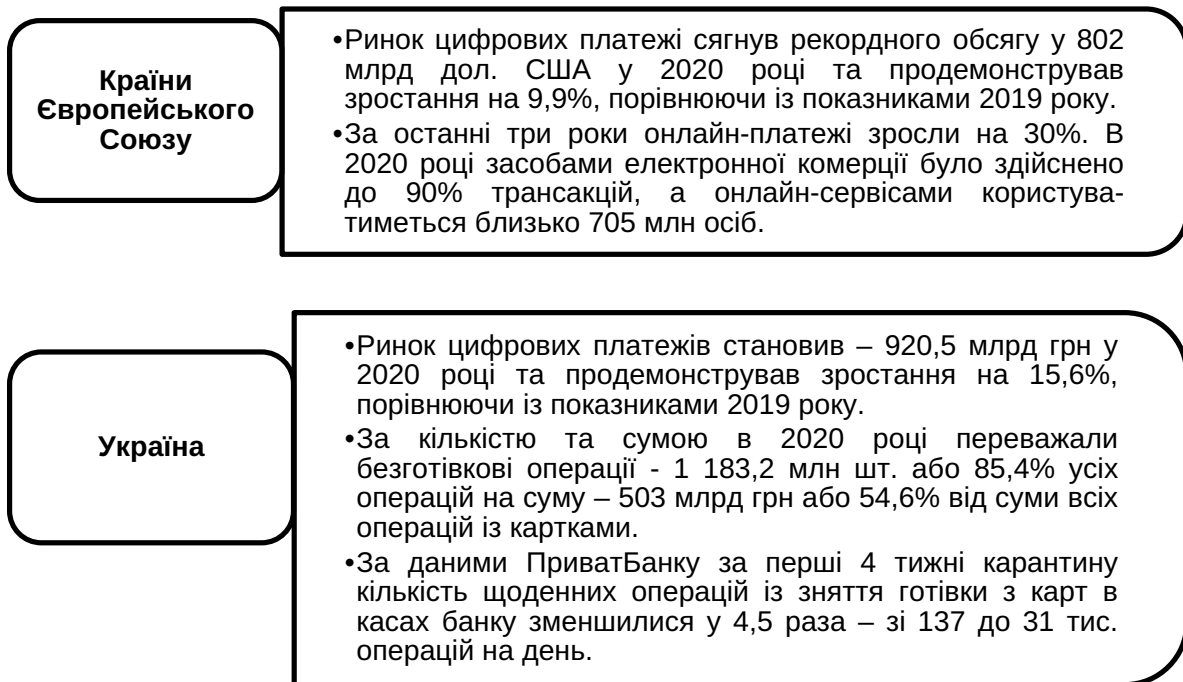 Країни
Європейського
Союзу
•Ринок цифрових платежі сягнув рекордного обсягу у 802
млрд дол. США у 2020 році та продемонстрував
зростання на 9,9%, порівнюючи із показниками 2019 року.
•За останні три роки онлайн-платежі зросли на 30%. В
2020 році засобами електронної комерції було здійснено
до 90% трансакцій, а онлайн-сервісами користува-
тиметься близько 705 млн осіб.
Україна
•Ринок цифрових платежів становив – 920,5 млрд грн у
2020 році та продемонстрував зростання на 15,6%,
порівнюючи із показниками 2019 року.
•За кількістю та сумою в 2020 році переважали
безготівкові операції - 1 183,2 млн шт. або 85,4% усіх
операцій на суму – 503 млрд грн або 54,6% від суми всіх
операцій із картками.
•За даними ПриватБанку за перші 4 тижні карантину
кількість щоденних операцій із зняття готівки з карт в
касах банку зменшилися у 4,5 раза – зі 137 до 31 тис.
операцій на день.